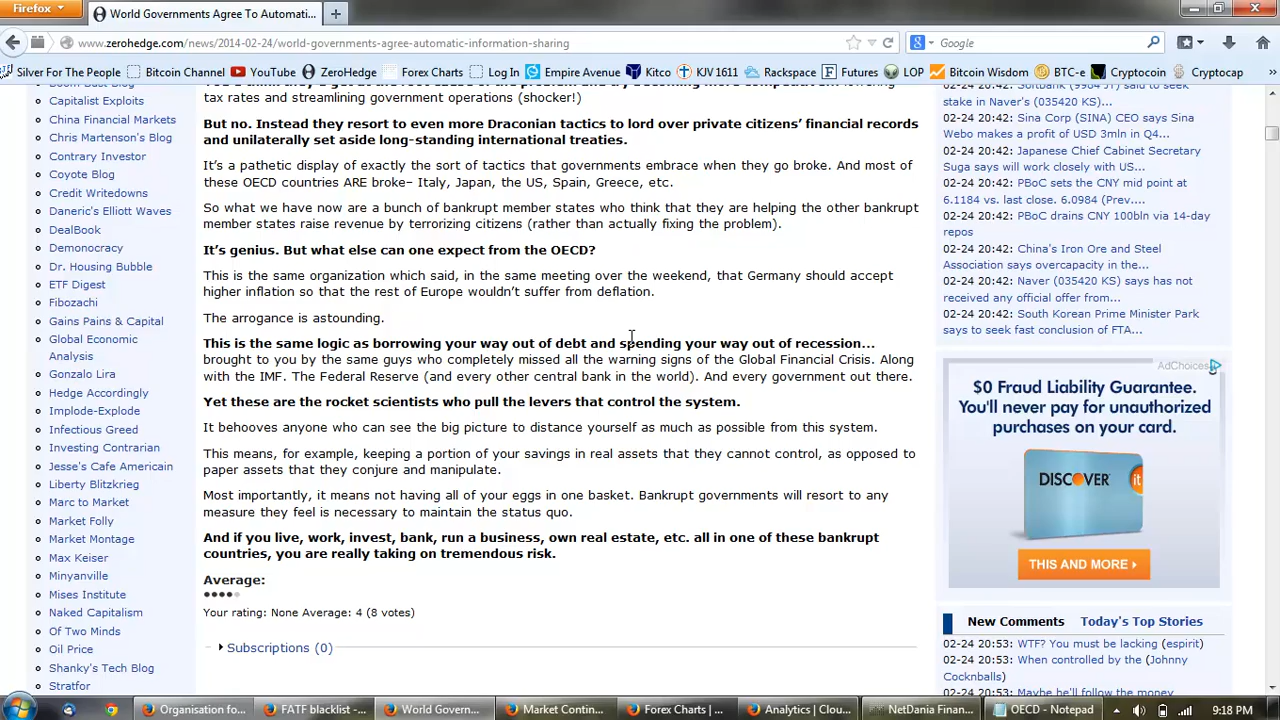 Firefox
World Governments Agree To Automati...
www.zerohedge.com/news/2014-02-24/world-governments-agree-automatic-information-sharing
Google
Silver For The People
Bitcoin Channel
YouTube
ZeroHedge
Forex Charts
Log In
Empire Avenue
Kitco
KJV 1611
Rackspace
Futures
LOP
Bitcoin Wisdom
BTC-e
Cryptocoin
Cryptocap
»
Capitalist Exploits
China Financial Markets
Chris Martenson's Blog
Contrary Investor
Coyote Blog
Credit Writedowns
Daneric's Elliott Waves
DealBook
Demonocracy
Dr. Housing Bubble
ETF Digest
Fibozachi
Gains Pains & Capital
Global Economic
Analysis
Gonzalo Lira
Hedge Accordingly
Implode-Explode
Infectious Greed
Investing Contrarian
Jesse's Cafe Americain
Liberty Blitzkrieg
Marc to Market
Market Folly
Market Montage
Max Keiser
Minyanville
Mises Institute
Naked Capitalism
Of Two Minds
Oil Price
Shanky's Tech Blog
Stratfor
tax rates and streamlining government operations (shocker!)
But no. Instead they resort to even more Draconian tactics to lord over private citizens’ financial records
and unilaterally set aside long-standing international treaties.
It’s a pathetic display of exactly the sort of tactics that governments embrace when they go broke. And most of
these OECD countries ARE broke– Italy, Japan, the US, Spain, Greece, etc.
So what we have now are a bunch of bankrupt member states who think that they are helping the other bankrupt
member states raise revenue by terrorizing citizens (rather than actually fixing the problem).
It’s genius. But what else can one expect from the OECD?
This is the same organization which said, in the same meeting over the weekend, that Germany should accept
higher inflation so that the rest of Europe wouldn’t suffer from deflation.
The arrogance is astounding.
This is the same logic as borrowing your way out of debt and spending your way out of recession...
brought to you by the same guys who completely missed all the warning signs of the Global Financial Crisis. Along
with the IMF. The Federal Reserve (and every other central bank in the world). And every government out there.
Yet these are the rocket scientists who pull the levers that control the system.
It behooves anyone who can see the big picture to distance yourself as much as possible from this system.
This means, for example, keeping a portion of your savings in real assets that they cannot control, as opposed to
paper assets that they conjure and manipulate.
Most importantly, it means not having all of your eggs in one basket. Bankrupt governments will resort to any
measure they feel is necessary to maintain the status quo.
And if you live, work, invest, bank, run a business, own real estate, etc. all in one of these bankrupt
countries, you are really taking on tremendous risk.
Average:
Your rating: None Average: 4 (8 votes)
Subscriptions (0)
stake in Naver's (035420 KS)...
02-24 20:42: Sina Corp (SINA) CEO says Sina
Webo makes a profit of USD 3mln in Q4...
02-24 20:42: Japanese Chief Cabinet Secretary
Suga says will work closely with US...
02-24 20:42: PBoC sets the CNY mid point at
6.1184 vs. last close. 6.0984 (Prev....
02-24 20:42: PBoC drains CNY 100bln via 14-day
repos
02-24 20:42: China's Iron Ore and Steel
Association says overcapacity in the...
02-24 20:42: Naver (035420 KS) says has not
received any official offer from...
02-24 20:42: South Korean Prime Minister Park
says to seek fast conclusion of FTA...
AdChoices
$0 Fraud Liability Guarantee.
You'll never pay for unauthorized
purchases on your card.
DISCOVER it
THIS AND MORE
New Comments Today's Top Stories
02-24 20:53: WTF? You must be lacking (espirit)
02-24 20:53: When controlled by the (Johnny
Cocknballs)
02-24 20:53: Maybe he'll follow the money
Organisation fo...
FATF blacklist -...
World Govern...
Market Contin...
Forex Charts | ...
Analytics | Clou...
NetDania Finan...
OECD - Notepad
9:18 PM